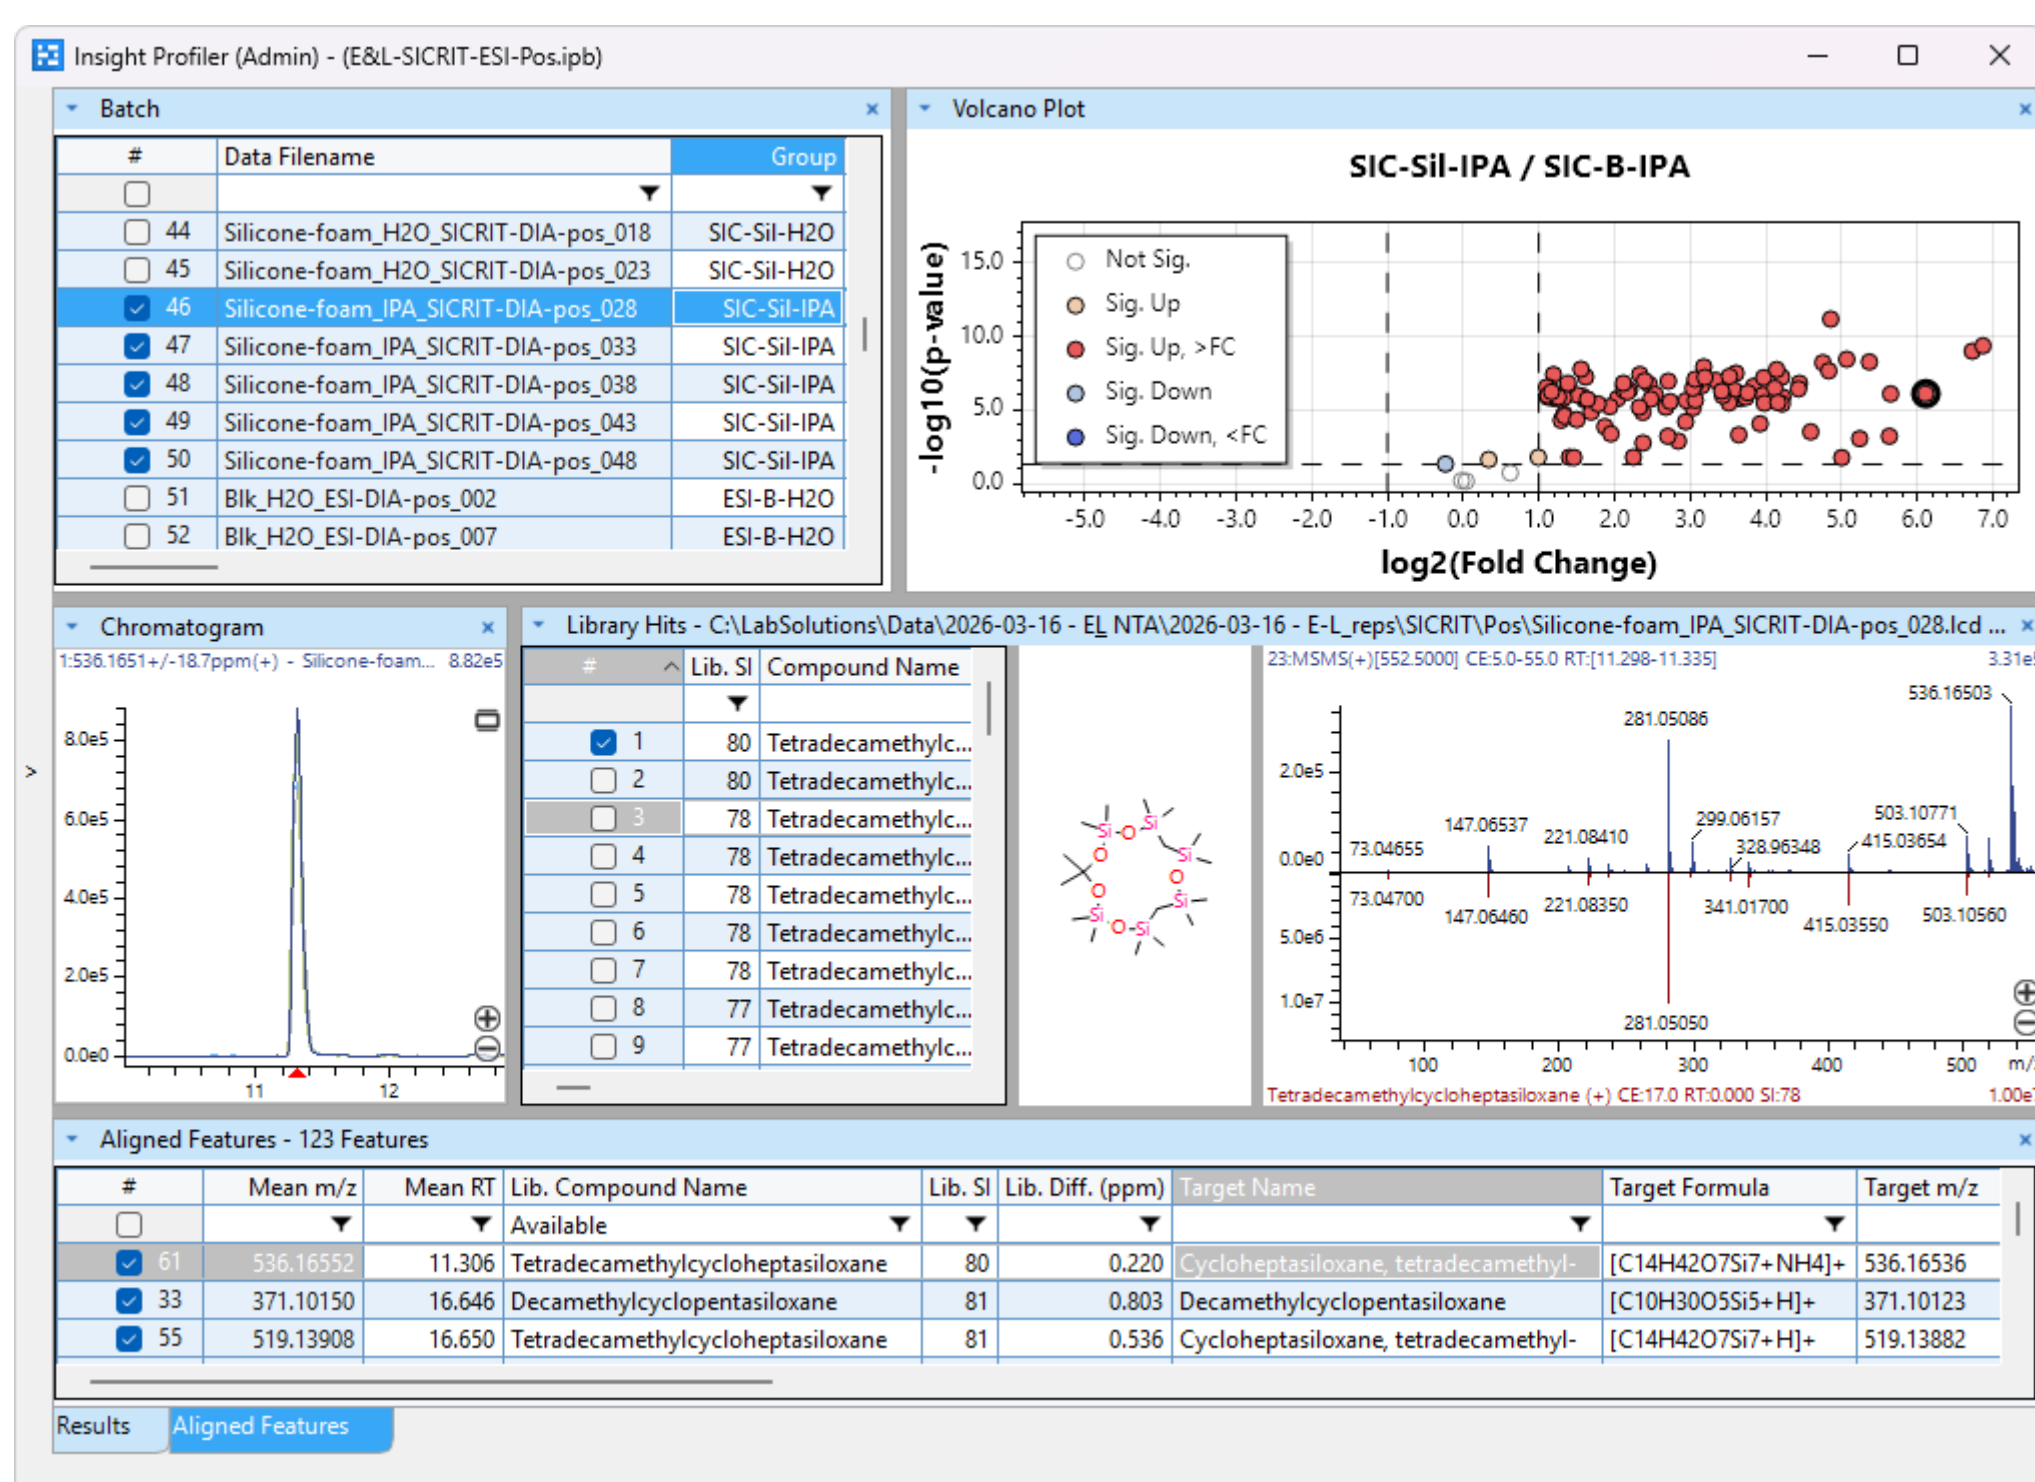 Insight Profiler (Admin) - (E&L-SICRIT-ESI-Pos.ipb)
Batch
# Data Filename Group
44 Silicone-foam_H2O_SICRIT-DIA-pos_018 SIC-Sil-H2O
45 Silicone-foam_H2O_SICRIT-DIA-pos_023 SIC-Sil-H2O
46 Silicone-foam_IPA_SICRIT-DIA-pos_028 SIC-Sil-IPA
47 Silicone-foam_IPA_SICRIT-DIA-pos_033 SIC-Sil-IPA
48 Silicone-foam_IPA_SICRIT-DIA-pos_038 SIC-Sil-IPA
49 Silicone-foam_IPA_SICRIT-DIA-pos_043 SIC-Sil-IPA
50 Silicone-foam_IPA_SICRIT-DIA-pos_048 SIC-Sil-IPA
51 Blk_H2O_ESI-DIA-pos_002 ESI-B-H2O
52 Blk_H2O_ESI-DIA-pos_007 ESI-B-H2O
Volcano Plot
SIC-Sil-IPA / SIC-B-IPA
-log10(p-value)
15.0
10.0
5.0
0.0
Not Sig.
Sig. Up
Sig. Up, >FC
Sig. Down
Sig. Down, <FC
-5.0 -4.0 -3.0 -2.0 -1.0 0.0 1.0 2.0 3.0 4.0 5.0 6.0 7.0
log2(Fold Change)
Chromatogram
1:536.1651+/-18.7ppm(+) - Silicone-foam... 8.82e5
8.0e5
6.0e5
4.0e5
2.0e5
0.0e0
11 12
Library Hits - C:\LabSolutions\Data\2026-03-16 - EL NTA\2026-03-16 - E-L_reps\SICRIT\Pos\Silicone-foam_IPA_SICRIT-DIA-pos_028.lcd ...
# Lib. SI Compound Name
1 80 Tetradecamethylc...
2 80 Tetradecamethylc...
3 78 Tetradecamethylc...
4 78 Tetradecamethylc...
5 78 Tetradecamethylc...
6 78 Tetradecamethylc...
7 78 Tetradecamethylc...
8 77 Tetradecamethylc...
9 77 Tetradecamethylc...
Si O Si
O Si
O
O Si
Si O Si
23:MSMS(+)[552.5000] CE:5.0-55.0 RT:[11.298-11.335] 3.31e5
536.16503
281.05086
2.0e5
147.06537 221.08410 299.06157 503.10771
0.0e0 73.04655 328.96348 415.03654
73.04700 147.06460 221.08350 341.01700 415.03550 503.10560
5.0e6
1.0e7
281.05050
100 200 300 400 500 m/
Tetradecamethylcycloheptasiloxane (+) CE:17.0 RT:0.000 SI:78 1.00e7
Aligned Features - 123 Features
# Mean m/z Mean RT Lib. Compound Name Lib. SI Lib. Diff. (ppm) Target Name Target Formula Target m/z
Available
61 536.16552 11.306 Tetradecamethylcycloheptasiloxane 80 0.220 Cycloheptasiloxane, tetradecamethyl- [C14H42O7Si7+NH4]+ 536.16536
33 371.10150 16.646 Decamethylcyclopentasiloxane 81 0.803 Decamethylcyclopentasiloxane [C10H30O5Si5+H]+ 371.10123
55 519.13908 16.650 Tetradecamethylcycloheptasiloxane 81 0.536 Cycloheptasiloxane, tetradecamethyl- [C14H42O7Si7+H]+ 519.13882
Results Aligned Features